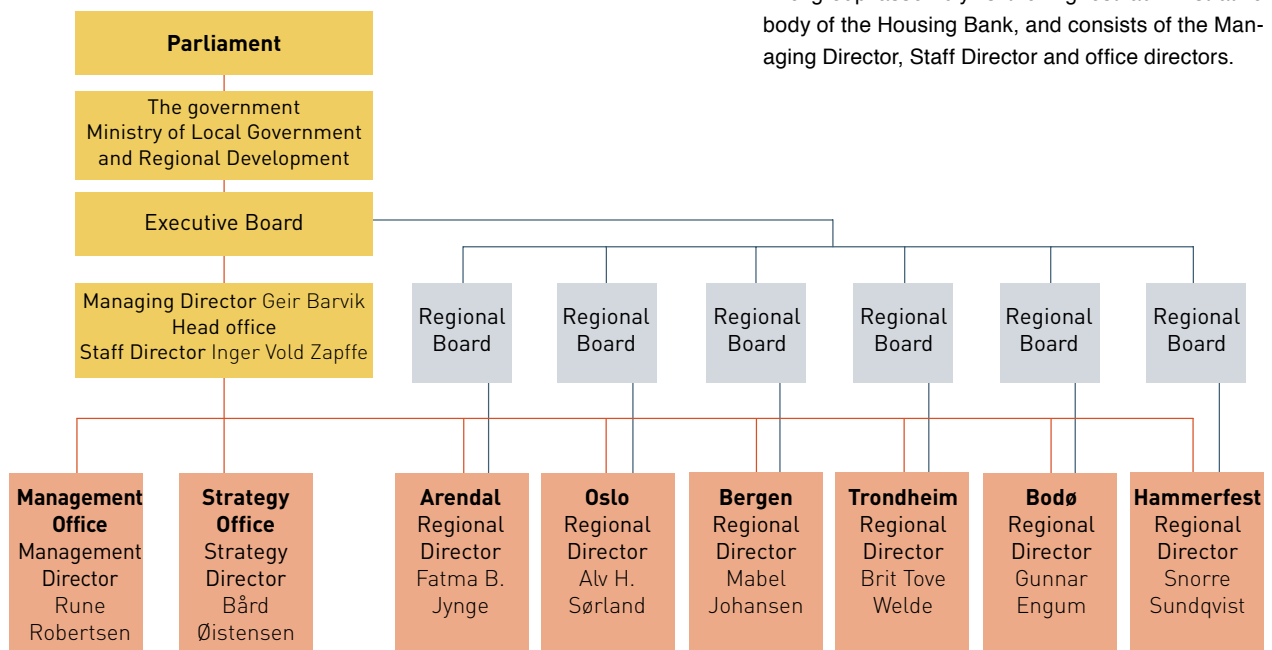 body of the Housing Bank, and consists of the Man-
aging Director, Staff Director and office directors.
Parliament
The government
Ministry of Local Government
and Regional Development
Executive Board
Managing Director Geir Barvik
Head office
Staff Director Inger Vold Zapffe
Regional
Board
Regional
Board
Regional
Board
Regional
Board
Regional
Board
Regional
Board
Management
Office
Management
Director
Rune
Robertsen
Strategy
Office
Strategy
Director
Bård
Øistensen
Arendal
Regional
Director
Fatma B.
Jynge
Oslo
Regional
Director
Alv H.
Sørland
Bergen
Regional
Director
Mabel
Johansen
Trondheim
Regional
Director
Brit Tove
Welde
Bodø
Regional
Director
Gunnar
Engum
Hammerfest
Regional
Director
Snorre
Sundqvist